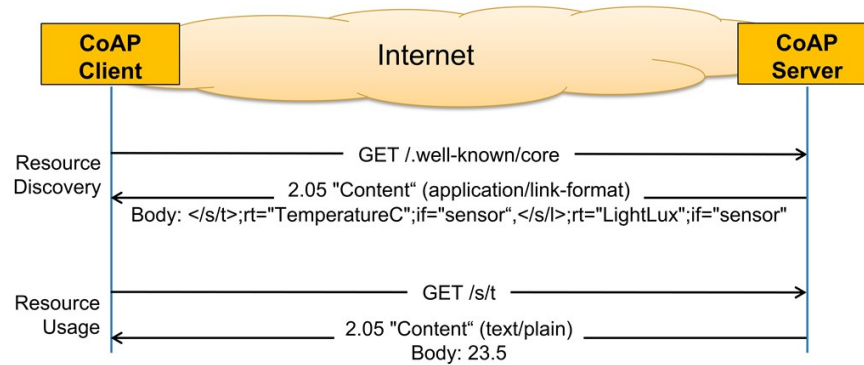 CoAP
Client
Internet
CoAP
Server
Resource
Discovery
GET /.well-known/core
2.05 "Content“ (application/link-format)
Body: </s/t>;rt="TemperatureC";if="sensor“,</s/l>;rt="LightLux";if="sensor"
Resource
Usage
GET /s/t
2.05 "Content“ (text/plain)
Body: 23.5